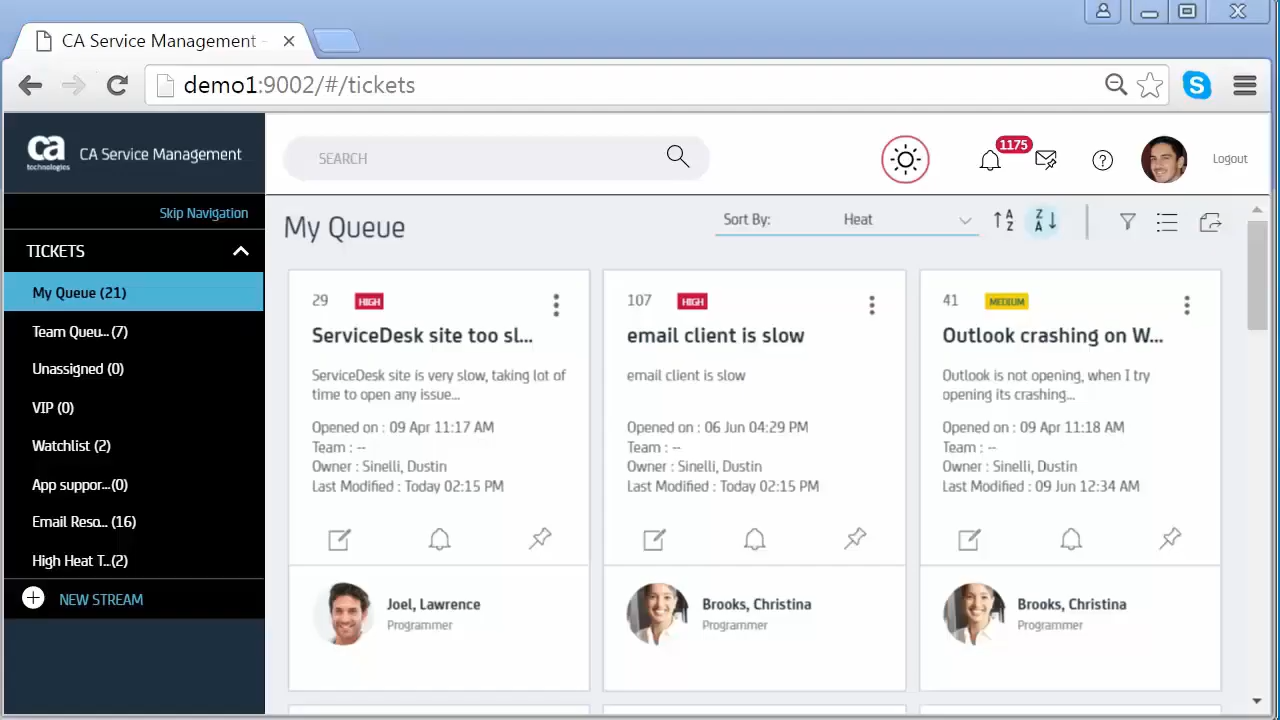 CA Service Management -
demo1:9002/#/tickets
S
ca
technologies
CA Service Management
SEARCH
1175
?
Logout
Skip Navigation
TICKETS
My Queue (21)
Team Queu... (7)
Unassigned (0)
VIP (0)
Watchlist (2)
App suppor...(0)
Email Reso... (16)
High Heat T...(2)
NEW STREAM
My Queue
Sort By:
Heat
A
Z
Z
A
29
HIGH
ServiceDesk site too sl...
ServiceDesk site is very slow, taking lot of
time to open any issue...
Opened on : 09 Apr 11:17 AM
Team : --
Owner : Sinelli, Dustin
Last Modified : Today 02:15 PM
Joel, Lawrence
Programmer
107
HIGH
email client is slow
email client is slow
Opened on : 06 Jun 04:29 PM
Team : --
Owner : Sinelli, Dustin
Last Modified : Today 02:15 PM
Brooks, Christina
Programmer
41
MEDIUM
Outlook crashing on W...
Outlook is not opening, when I try
opening its crashing...
Opened on : 09 Apr 11:18 AM
Team : --
Owner : Sinelli, Dustin
Last Modified : 09 Jun 12:34 AM
Brooks, Christina
Programmer